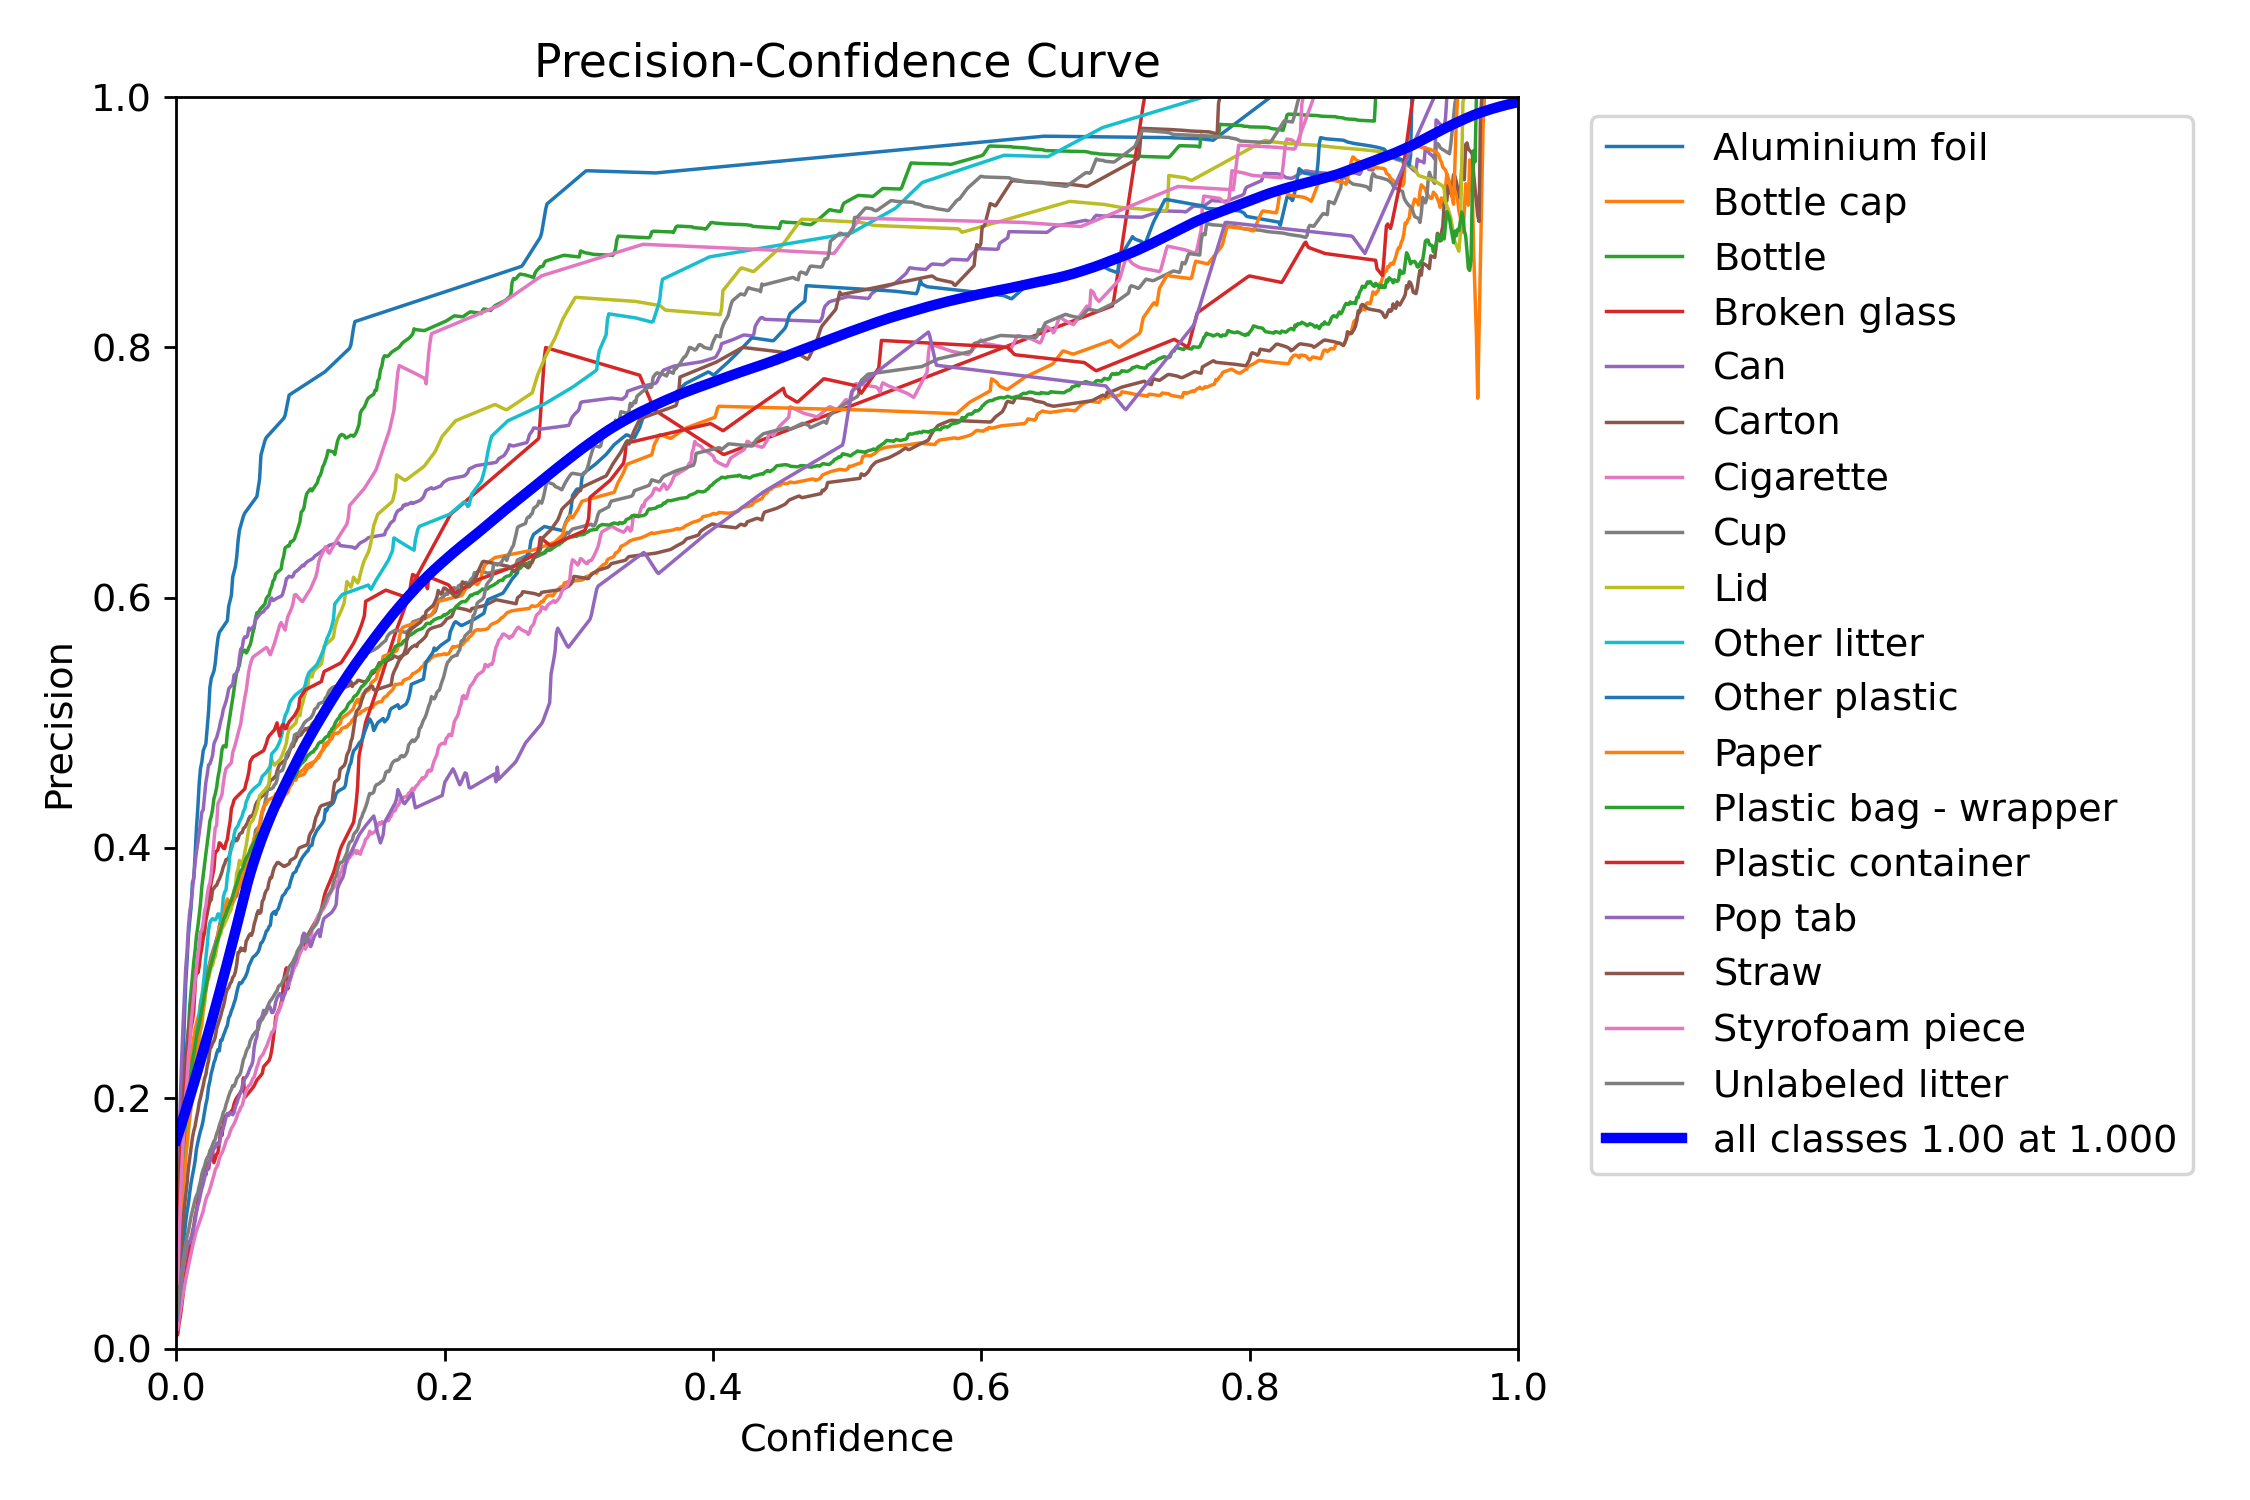 Precision-Confidence Curve
1.0
0.8
0.6
0.4
0.2
0.0
Precision
0.0 0.2 0.4 0.6 0.8 1.0
Confidence
Aluminium foil
Bottle cap
Bottle
Broken glass
Can
Carton
Cigarette
Cup
Lid
Other litter
Other plastic
Paper
Plastic bag - wrapper
Plastic container
Pop tab
Straw
Styrofoam piece
Unlabeled litter
all classes 1.00 at 1.000